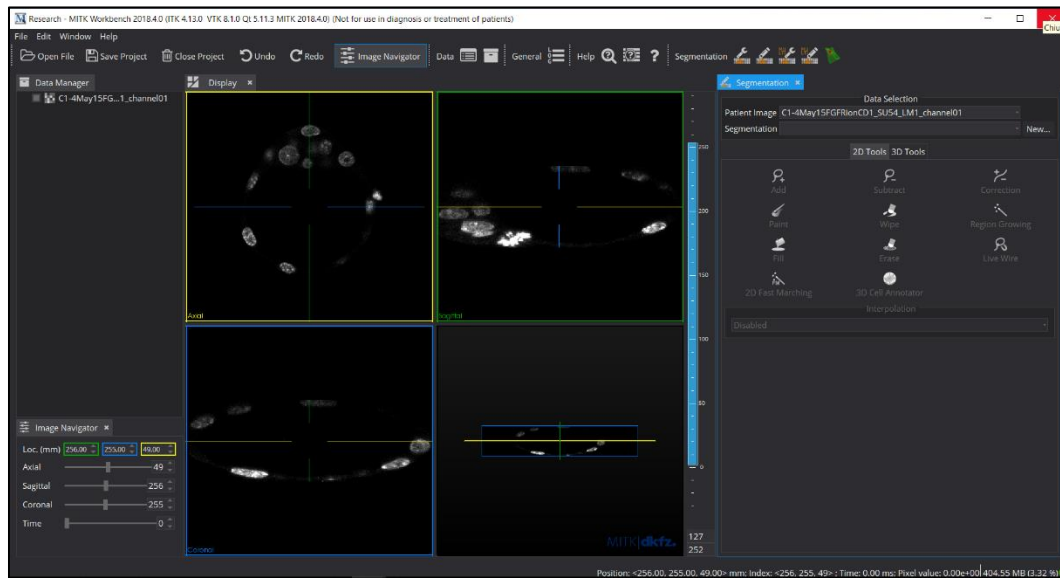 Research - MITK Workbench 2018.4.0 (ITK 4.13.0 VTK 8.1.0 Qt 5.11.3 MITK 2018.4.0) (Not for use in diagnosis or treatment of patients)
Chiu
File Edit Window Help
Open File Save Project Close Project Undo Redo Image Navigator Data General Help ? Segmentation
Data Manager
C1-4May15FG...1_channel01
Display
Axial
Sagittal
Coronal
MITK|dkfz.
250
200
150
100
50
0
127
252
Segmentation
Data Selection
Patient Image C1-4May15FGFRIonCD1_SU54_LM1_channel01
Segmentation New...
2D Tools 3D Tools
Add Subtract Correction
Paint Wipe Region Growing
Fill Erase Live Wire
2D Fast Marching 3D Cell Annotator
Interpolation
Disabled
Image Navigator
Loc. (mm) 256.00 255.00 49.00
Axial 49
Sagittal 256
Coronal 255
Time 0
Position: <256.00, 255.00, 49.00> mm; Index: <256, 255, 49> ; Time: 0.00 ms; Pixel value: 0.00e+00 404.55 MB (3.32 %)